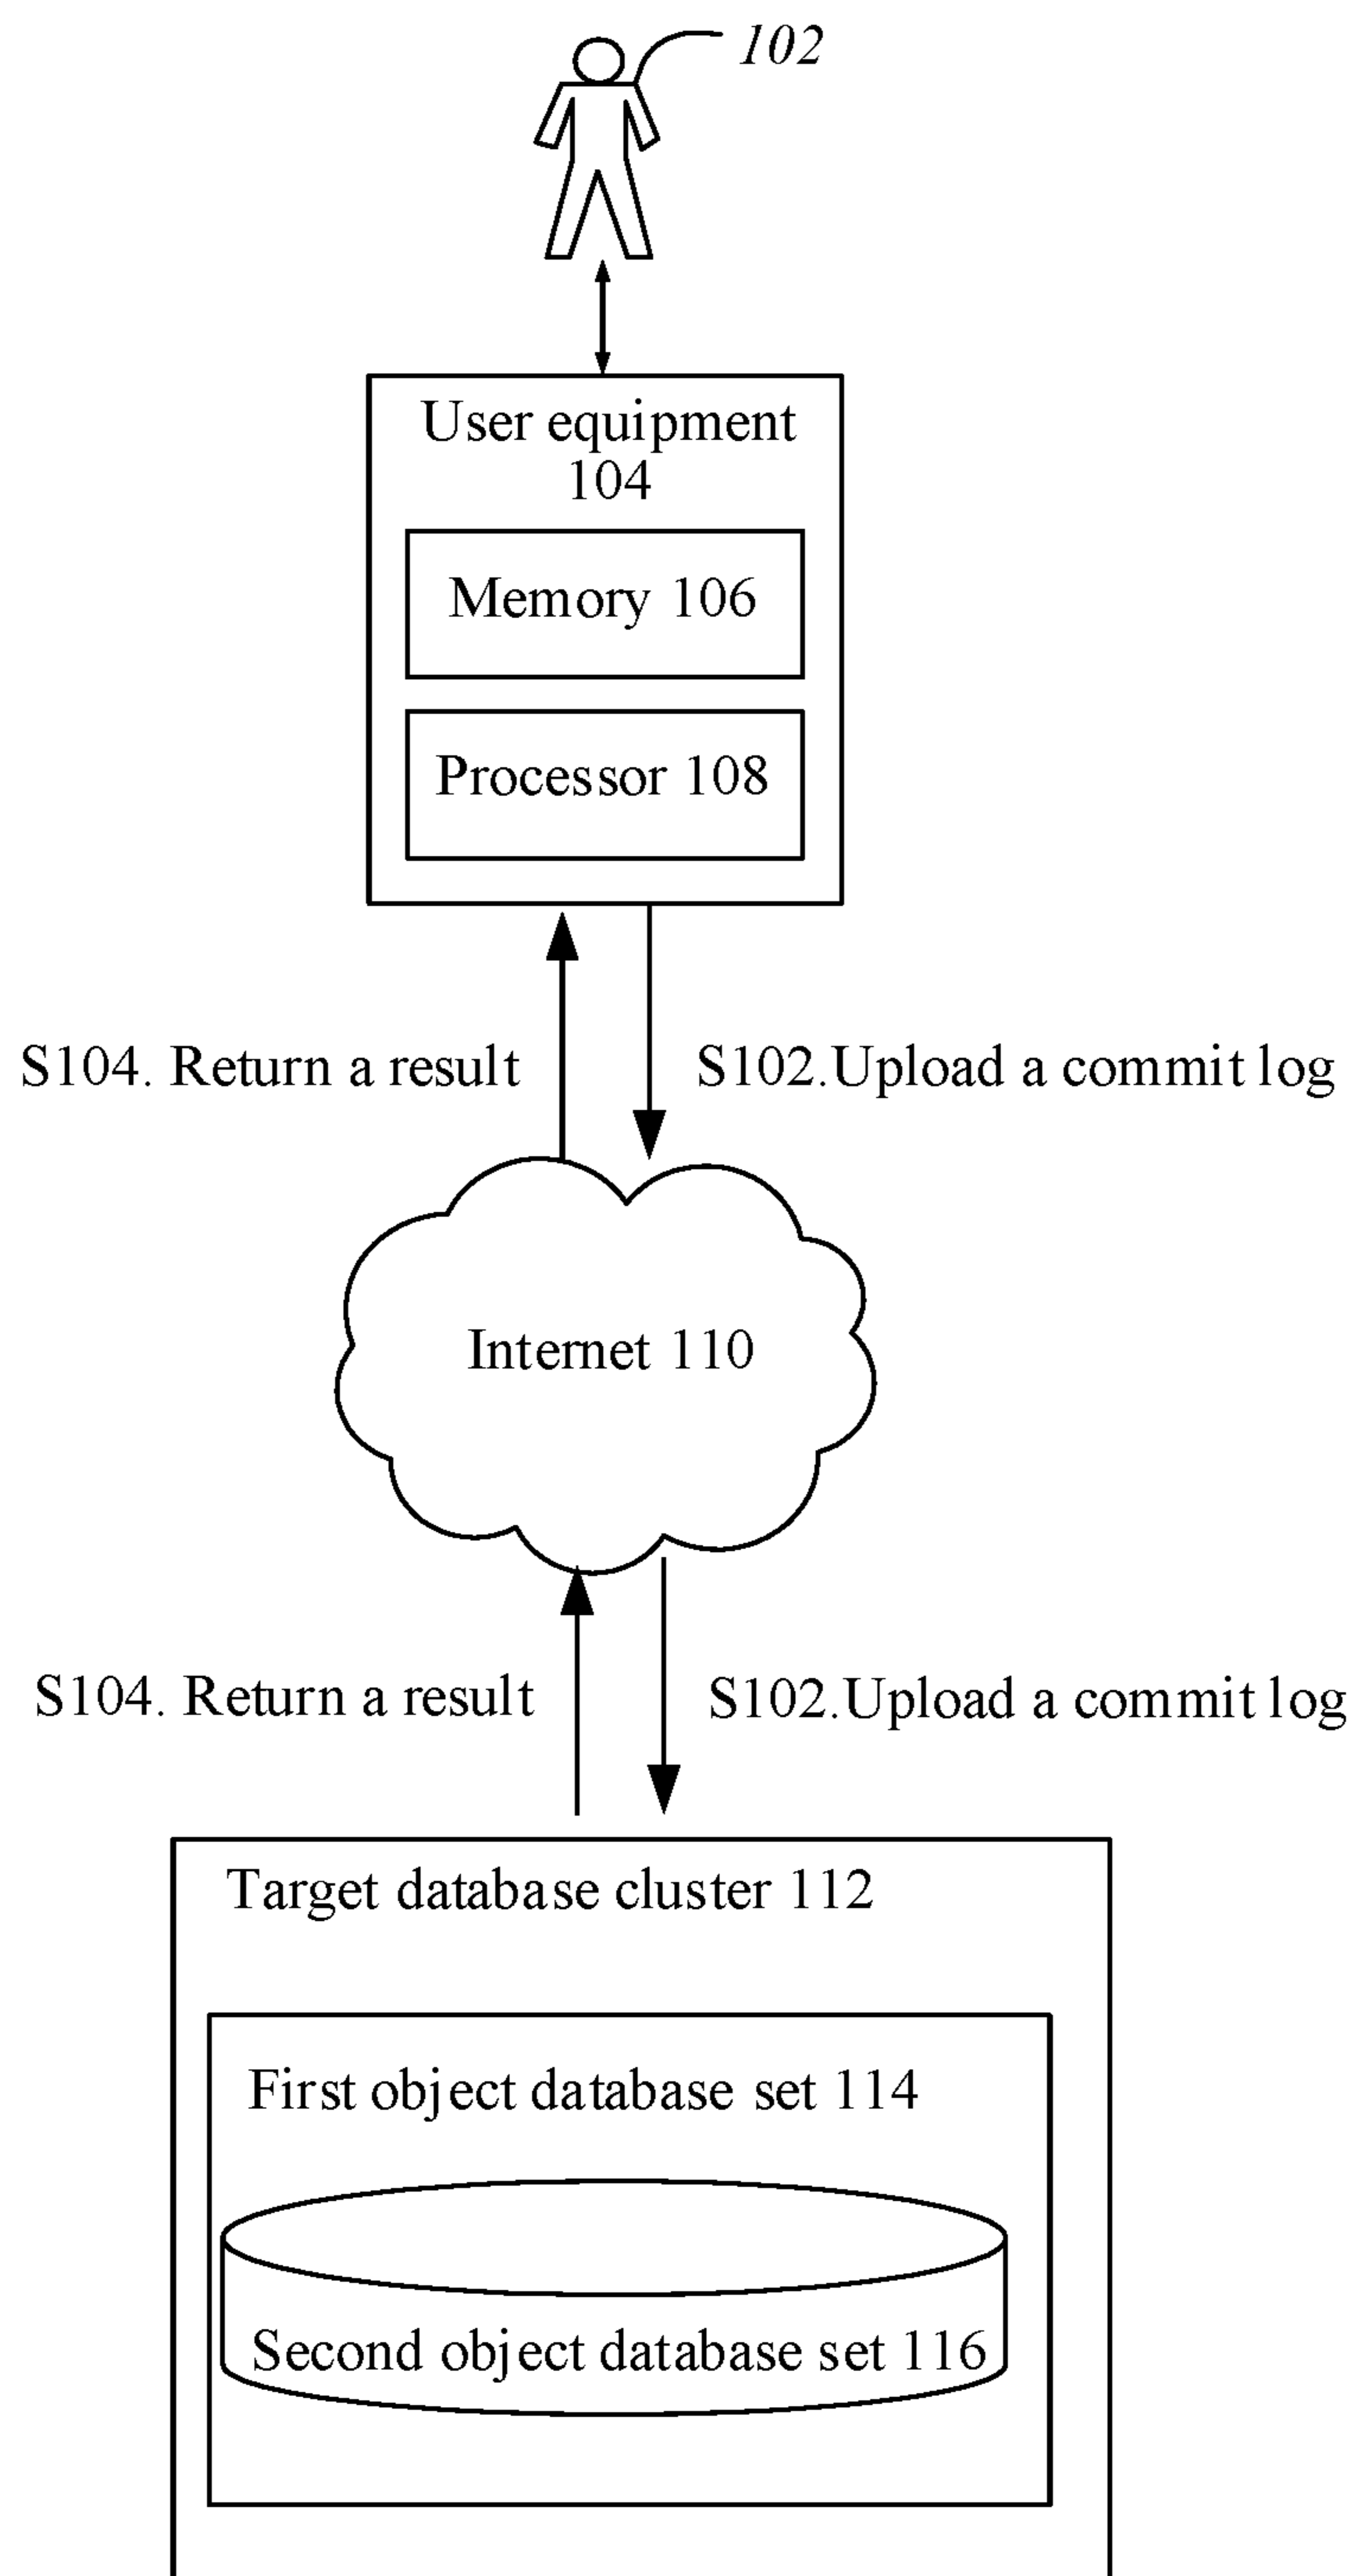 102
User equipment
104
Memory 106
Processor 108
S104. Return a result
S102.Upload a commit log
Internet 110
S104. Return a result
S102.Upload a commit log
Target database cluster 112
First object database set 114
Second object database set 116